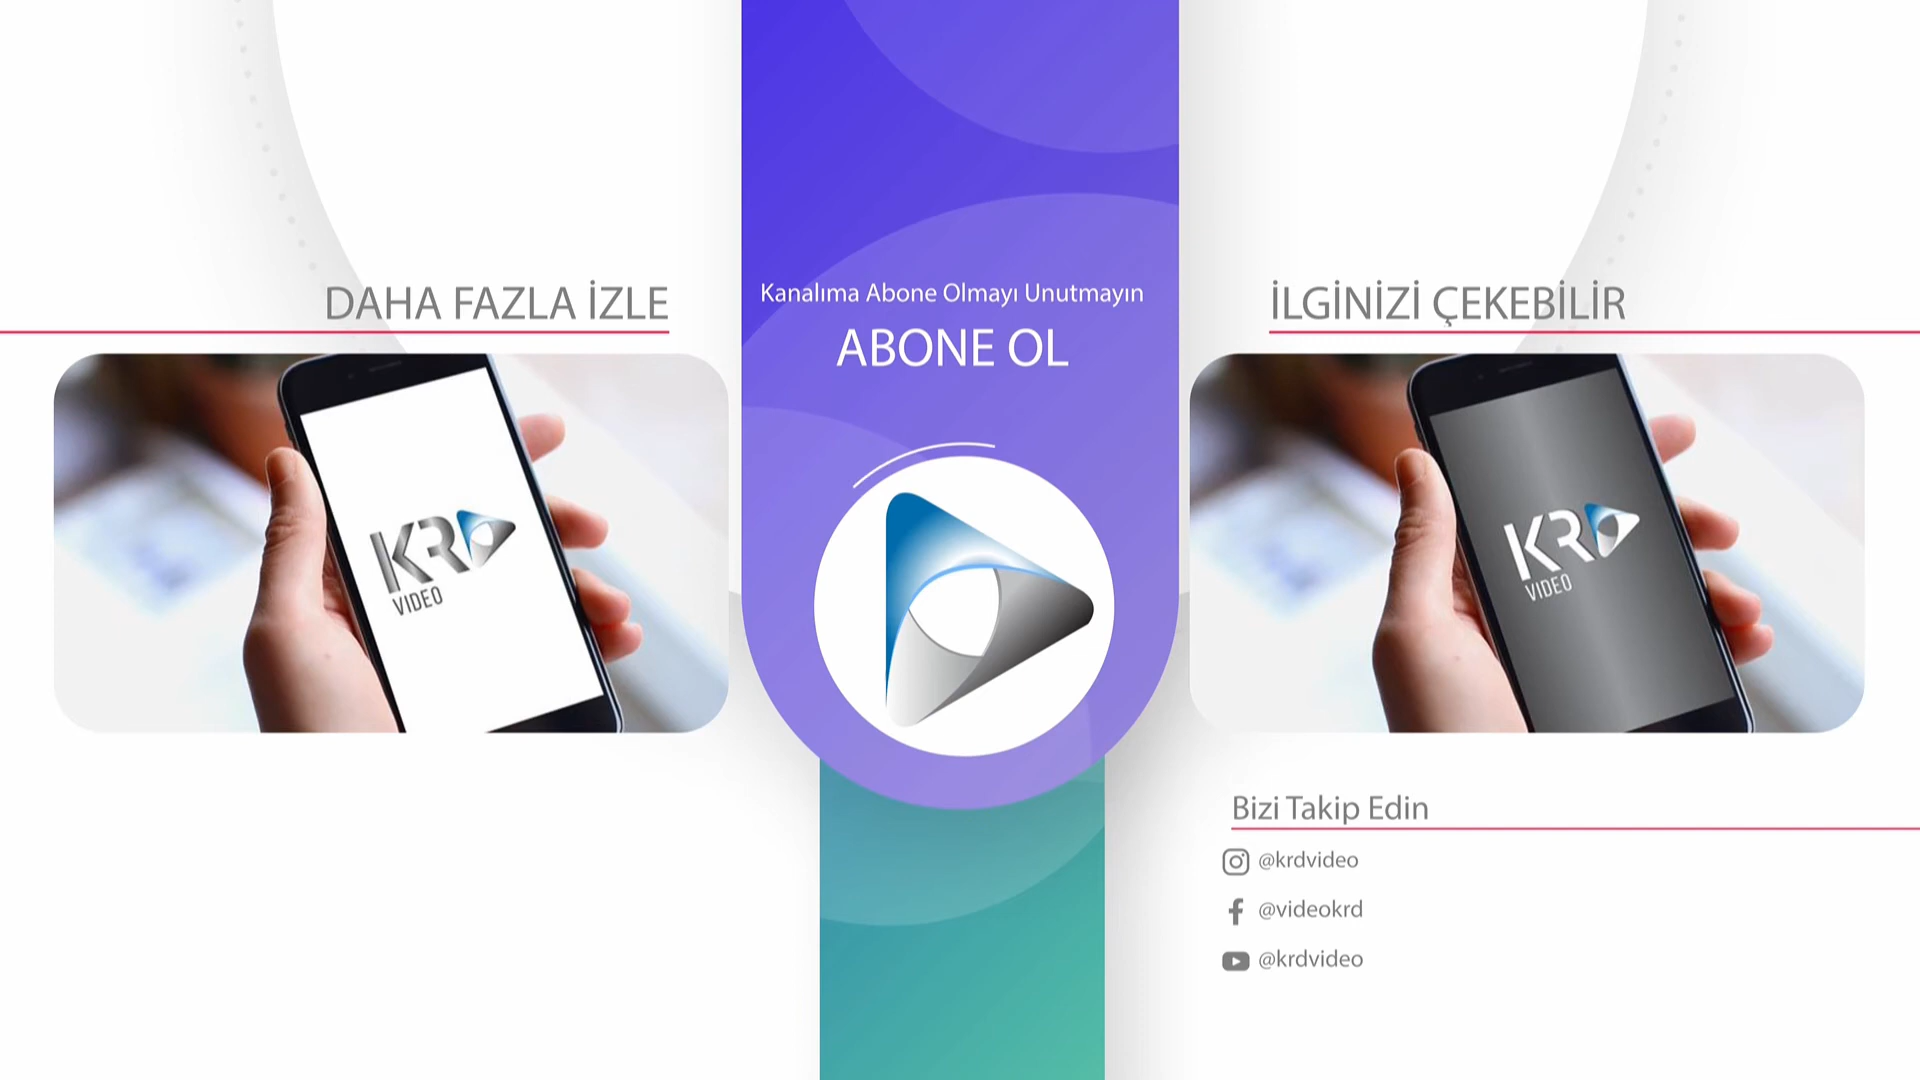 DAHA FAZLA İZLE
KRD
VIDEO
Kanalıma Abone Olmayı Unutmayın
ABONE OL
İLGİNİZİ ÇEKEBİLİR
KRD
VIDEO
Bizi Takip Edin
@krdvideo
@videokrd
@krdvideo